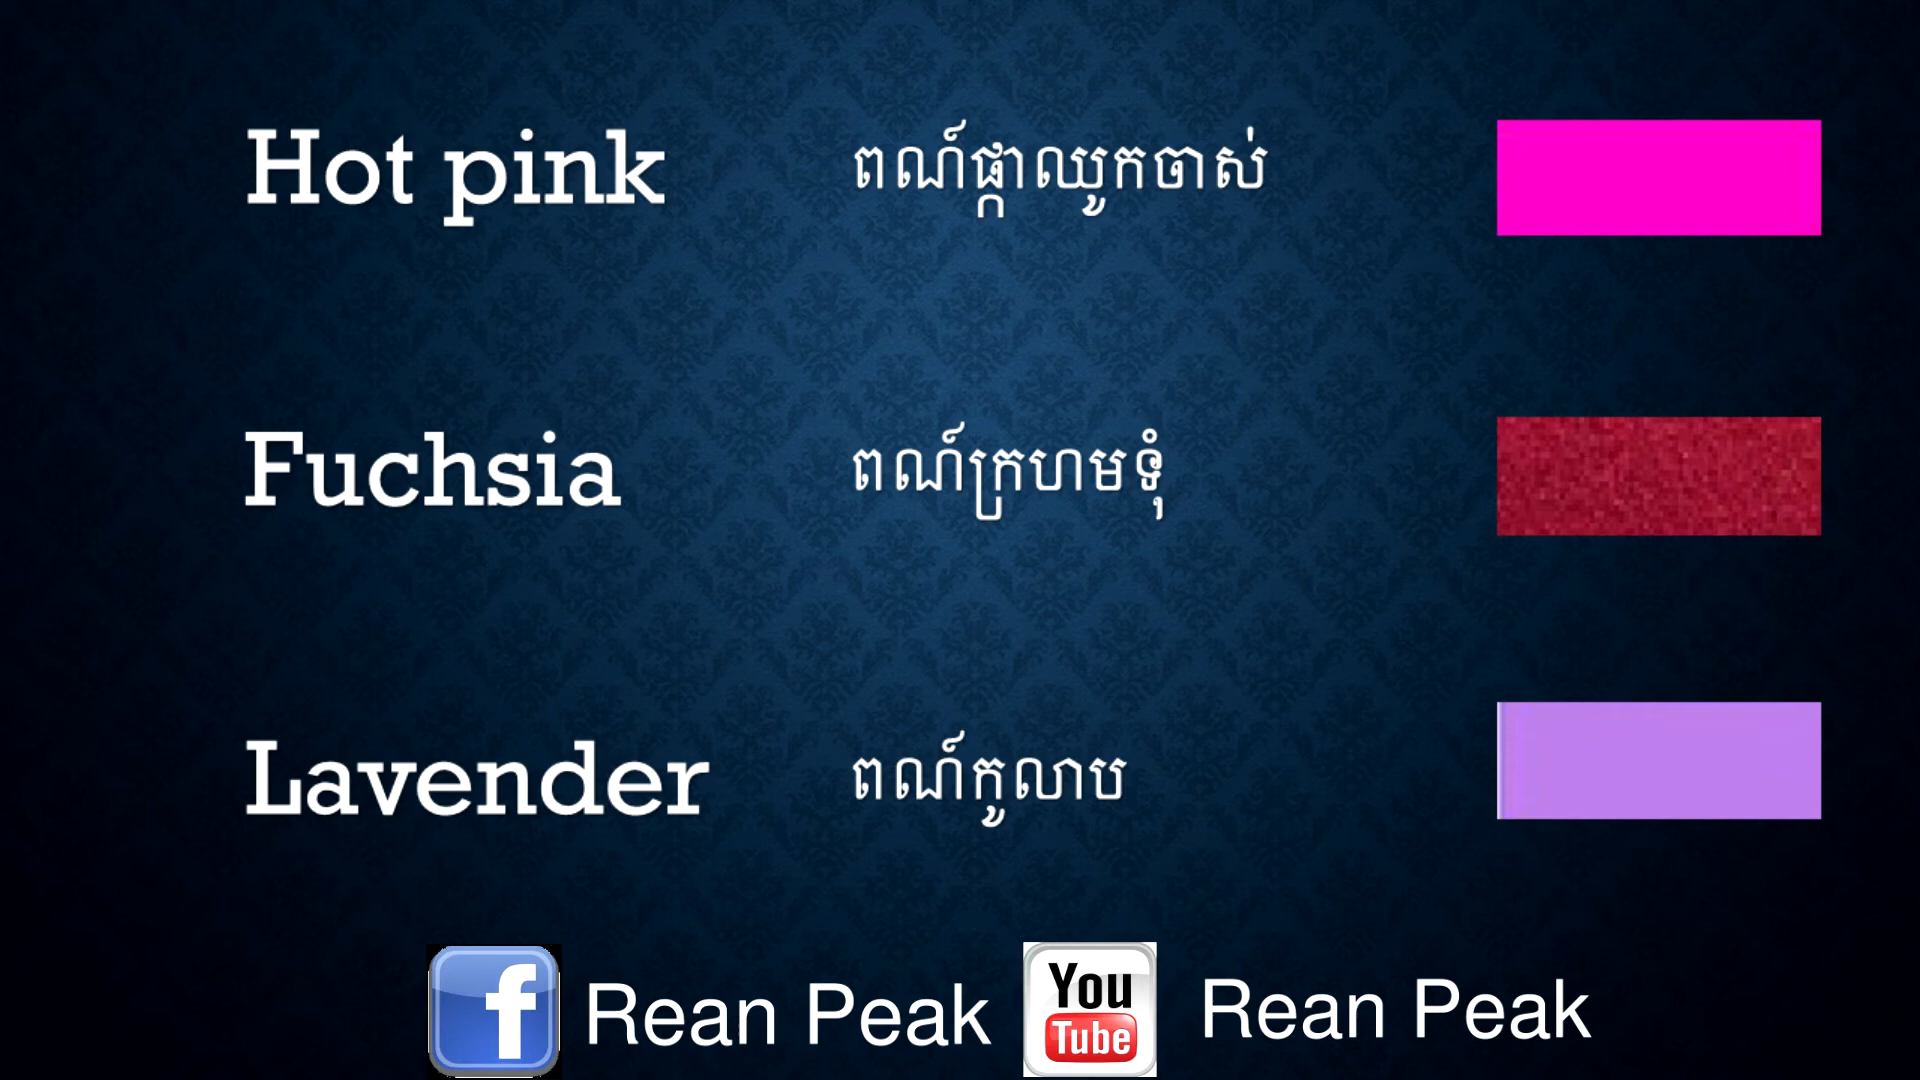 Hot pink ពណ៍ផ្កាឈូកចាស់
Fuchsia ពណ៍ក្រហមទុំ
Lavender ពណ៍កូលាប
f Rean Peak You Tube Rean Peak